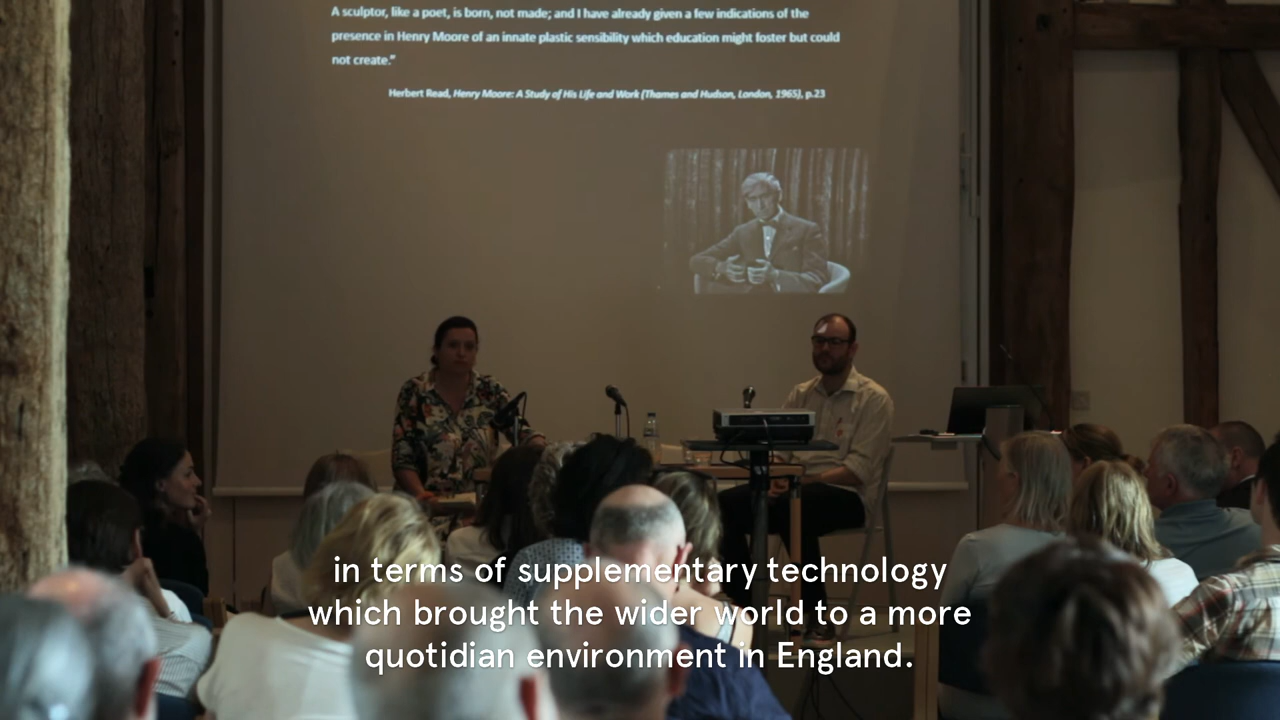 A sculptor, like a poet, is born, not made; and I have already given a few indications of the
presence in Henry Moore of an innate plastic sensibility which education might foster but could
not create.”
Herbert Read, Henry Moore: A Study of His Life and Work (Thames and Hudson, London, 1965), p.23
in terms of supplementary technology
which brought the wider world to a more
quotidian environment in England.